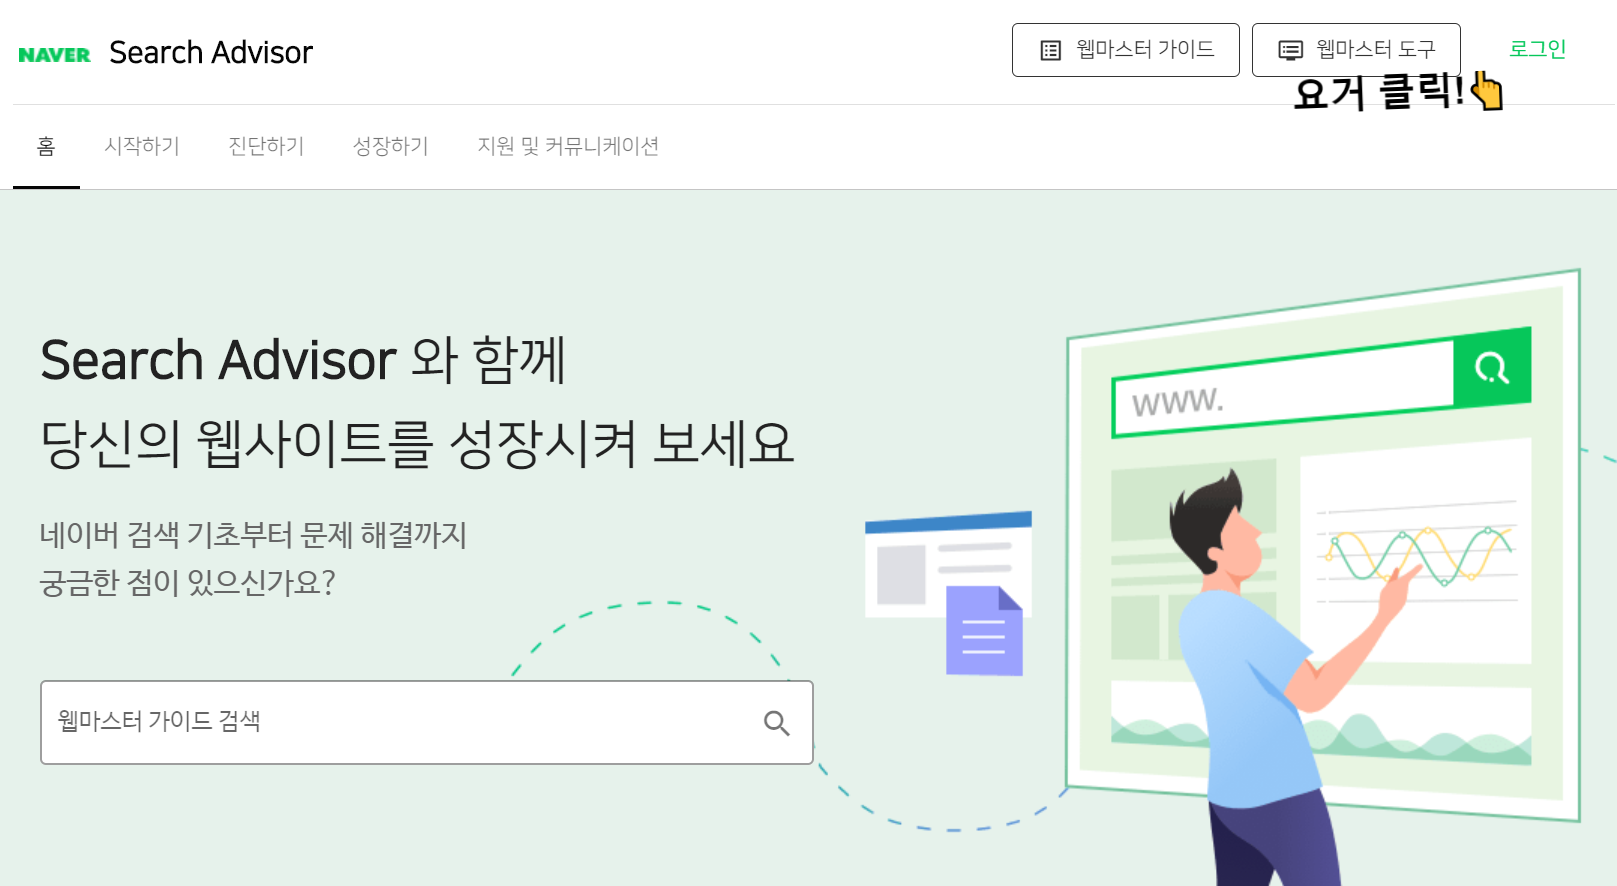 NAVER Search Advisor
웹마스터 가이드
웹마스터 도구
로그인
요거 클릭!👆
홈
시작하기
진단하기
성장하기
지원 및 커뮤니케이션
Search Advisor 와 함께
당신의 웹사이트를 성장시켜 보세요
네이버 검색 기초부터 문제 해결까지
궁금한 점이 있으신가요?
웹마스터 가이드 검색
www.